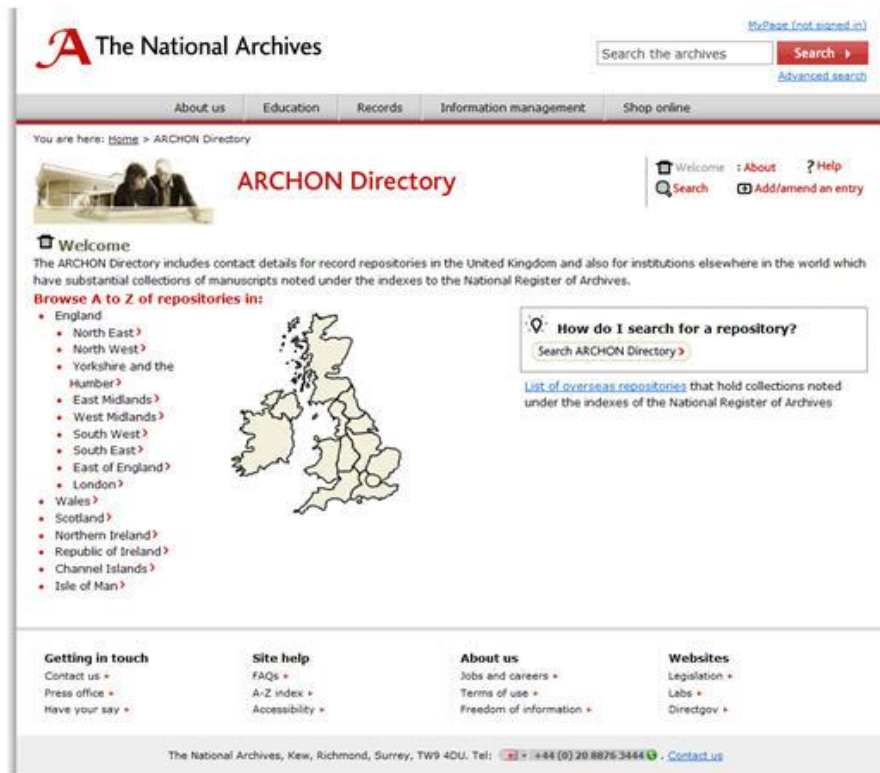 MyPage (not signed in)
The National Archives
Search the archives
Search
Advanced search
About us Education Records Information management Shop online
You are here: Home > ARCHON Directory
ARCHON Directory
Welcome : About ? Help
Search Add/amend an entry
Welcome
The ARCHON Directory includes contact details for record repositories in the United Kingdom and also for institutions elsewhere in the world which
have substantial collections of manuscripts noted under the indexes to the National Register of Archives.
Browse A to Z of repositories in:
England
North East
North West
Yorkshire and the
Humber
East Midlands
West Midlands
South West
South East
East of England
London
Wales
Scotland
Northern Ireland
Republic of Ireland
Channel Islands
Isle of Man
How do I search for a repository?
Search ARCHON Directory
List of overseas repositories that hold collections noted
under the indexes of the National Register of Archives
Getting in touch
Contact us
Press office
Have your say
Site help
FAQs
A-Z index
Accessibility
About us
Jobs and careers
Terms of use
Freedom of information
Websites
Legislation
Labs
Directgov
The National Archives, Kew, Richmond, Surrey, TW9 4DU. Tel: +44 (0) 20 8876 3444 . Contact us